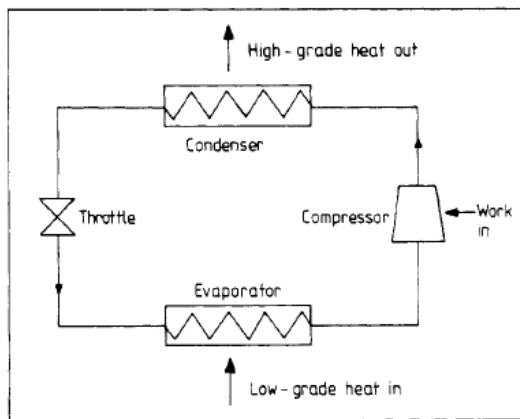 High-grade heat out
Condenser
Throttle
Compressor
Work
in
Evaporator
Low-grade heat in